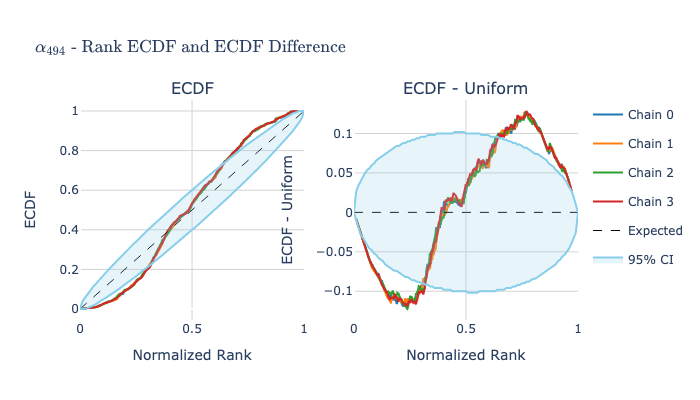 α494 - Rank ECDF and ECDF Difference
ECDF
ECDF - Uniform
ECDF
1
0.8
0.6
0.4
0.2
0
0
0.5
1
Normalized Rank
ECDF - Uniform
0.1
0.05
0
−0.05
−0.1
0
0.5
1
Normalized Rank
Chain 0
Chain 1
Chain 2
Chain 3
Expected
95% CI